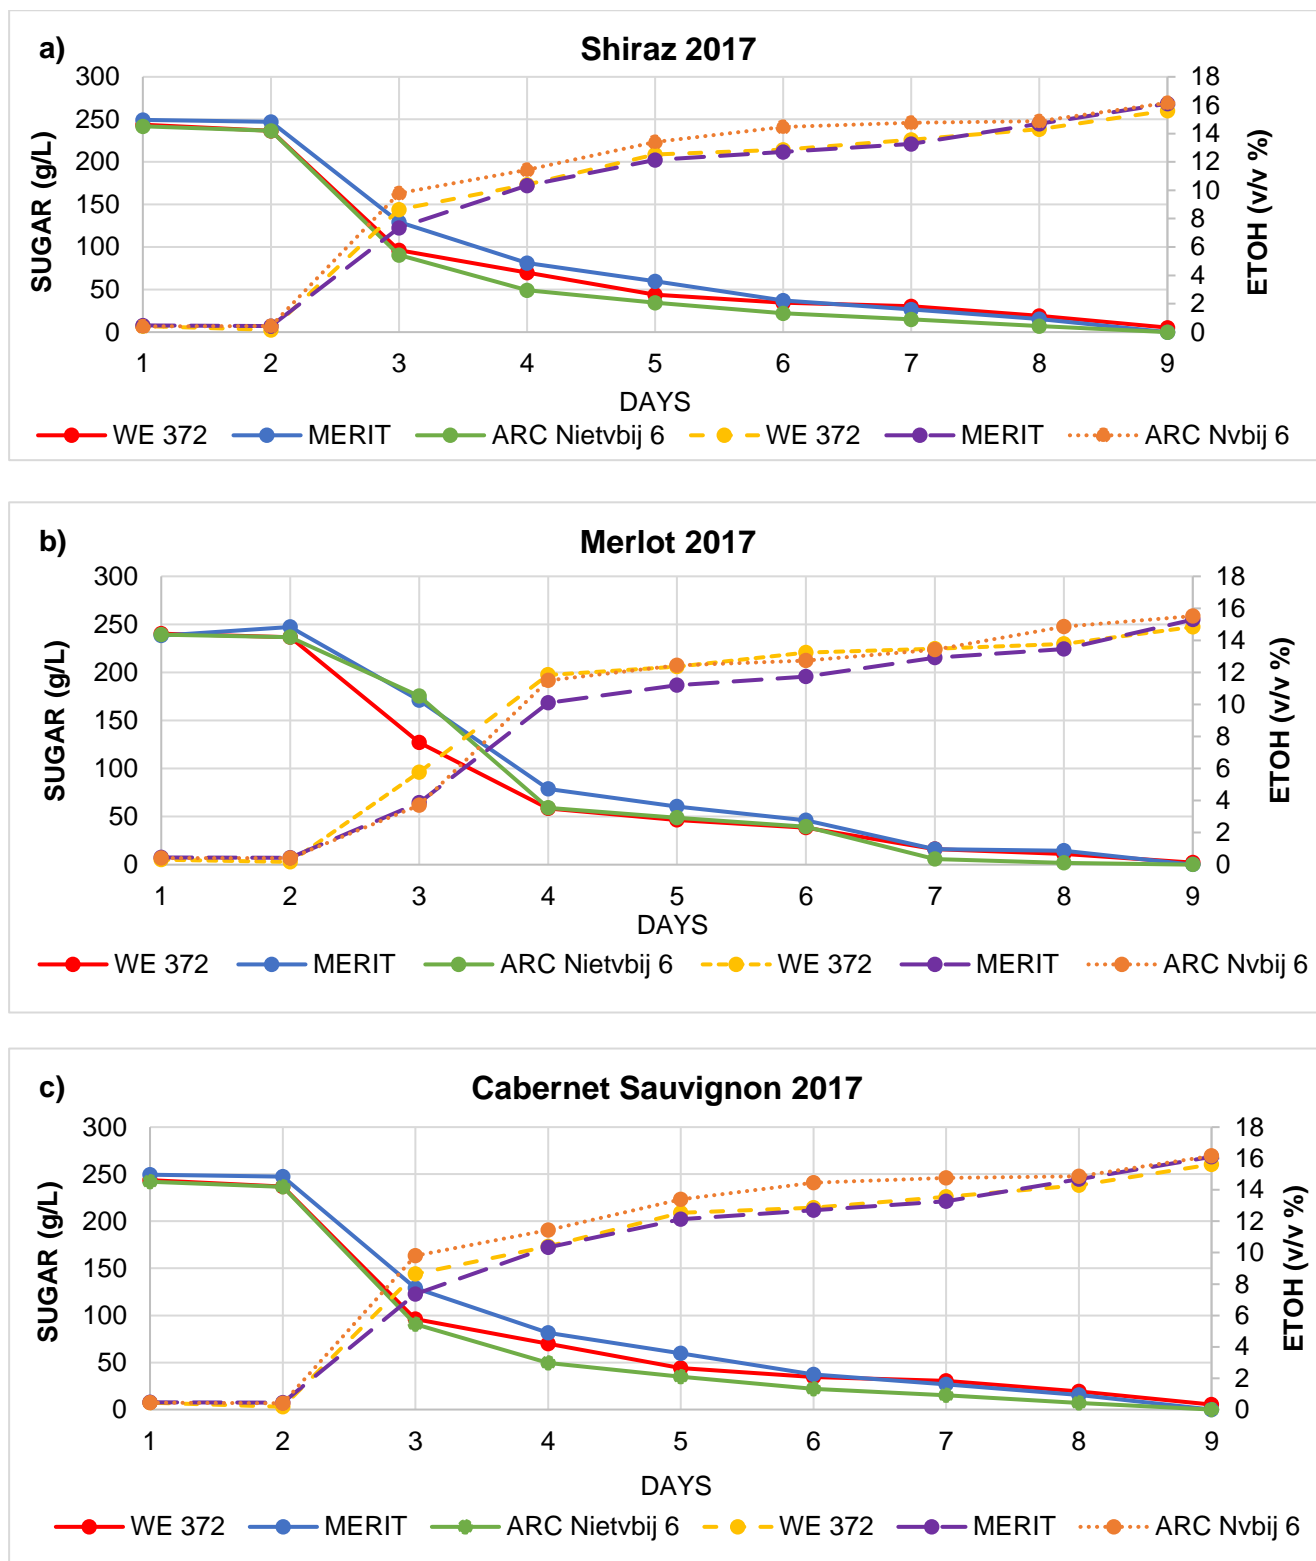 a)
Shiraz 2017
SUGAR (g/L)
300
250
200
150
100
50
0
18
16
14
12
10
8
6
4
2
0
ETOH (v/v %)
1 2 3 4 5 6 7 8 9
DAYS
WE 372 MERIT ARC Nietvbij 6 WE 372 MERIT ARC Nvbij 6
b)
Merlot 2017
SUGAR (g/L)
300
250
200
150
100
50
0
18
16
14
12
10
8
6
4
2
0
ETOH (v/v %)
1 2 3 4 5 6 7 8 9
DAYS
WE 372 MERIT ARC Nietvbij 6 WE 372 MERIT ARC Nvbij 6
c)
Cabernet Sauvignon 2017
SUGAR (g/L)
300
250
200
150
100
50
0
18
16
14
12
10
8
6
4
2
0
ETOH (v/v %)
1 2 3 4 5 6 7 8 9
DAYS
WE 372 MERIT ARC Nietvbij 6 WE 372 MERIT ARC Nvbij 6